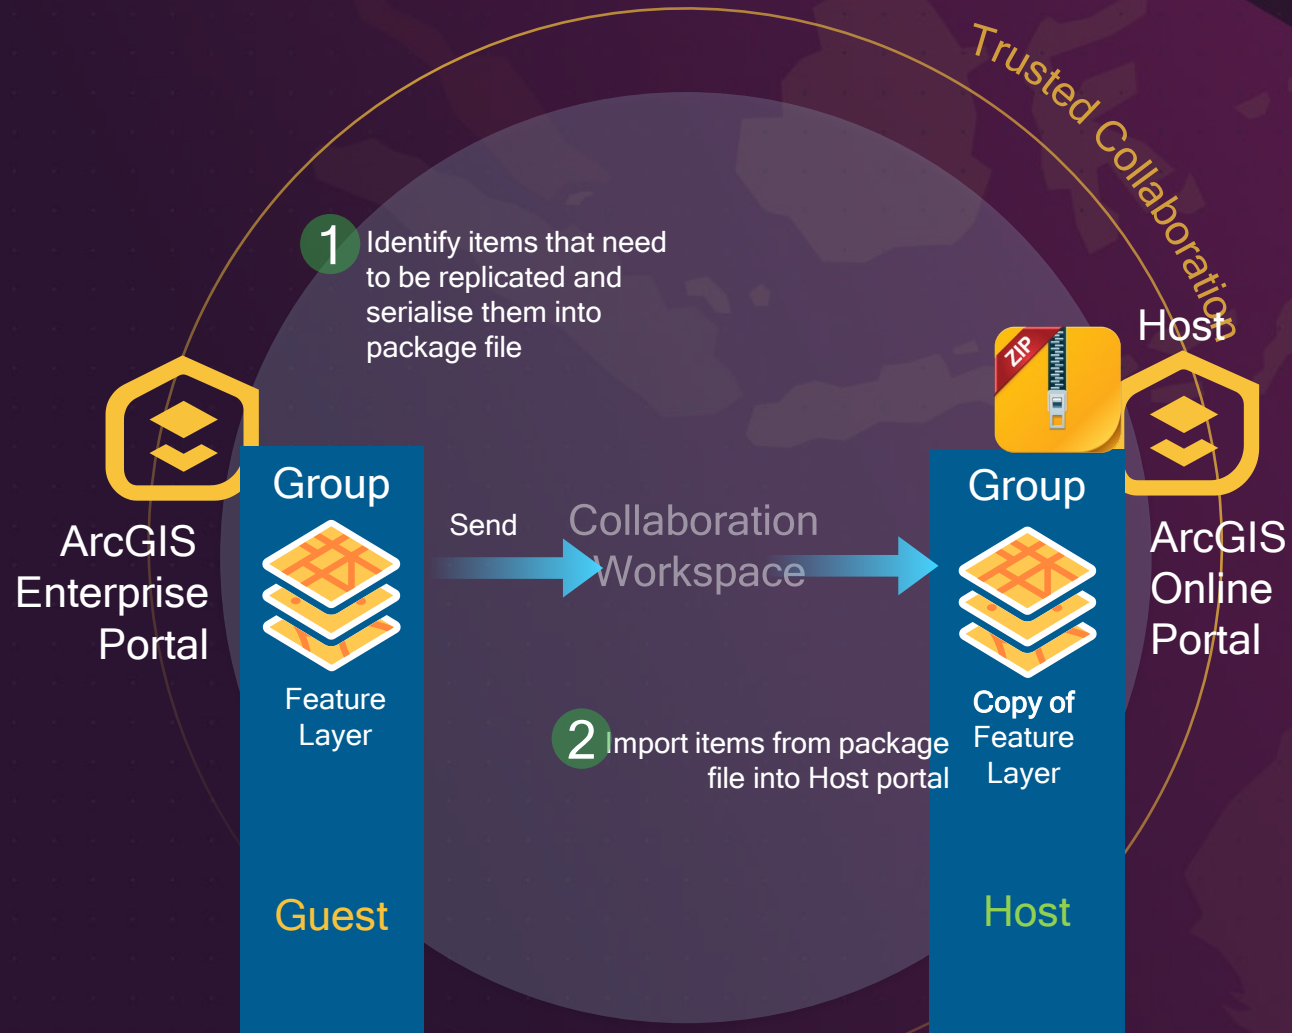 Trusted Collaboration
1
Identify items that need
to be replicated and
serialise them into
package file
ZIP
Host
Group
Group
Send
Collaboration
Workspace
ArcGIS
Enterprise
Portal
ArcGIS
Online
Portal
Feature
Layer
Copy of
Feature
Layer
2
Import items from package
file into Host portal
Guest
Host